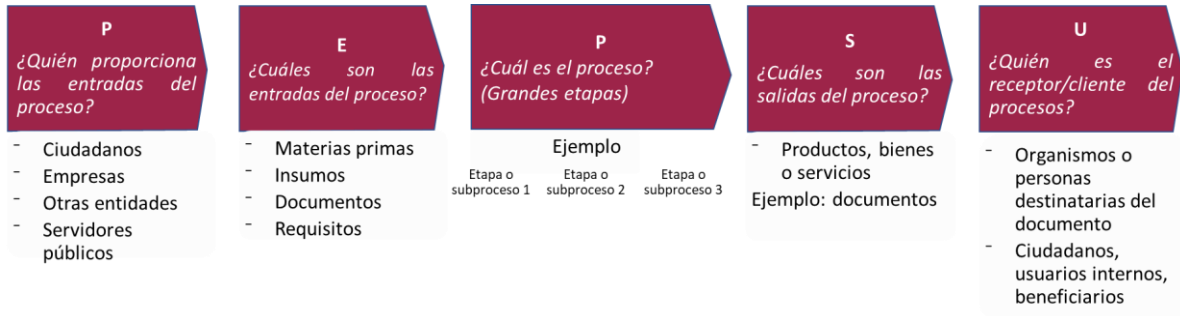 P
¿Quién proporciona
las entradas del
proceso?
- Ciudadanos
- Empresas
- Otras entidades
- Servidores
públicos
E
¿Cuáles son las
entradas del proceso?
- Materias primas
- Insumos
- Documentos
- Requisitos
P
¿Cuál es el proceso?
(Grandes etapas)
Ejemplo
Etapa o
subproceso 1
Etapa o
subproceso 2
Etapa o
subproceso 3
S
¿Cuáles son las
salidas del proceso?
- Productos, bienes
o servicios
Ejemplo: documentos
U
¿Quién es el
receptor/cliente del
procesos?
- Organismos o
personas
destinatarias del
documento
- Ciudadanos,
usuarios internos,
beneficiarios